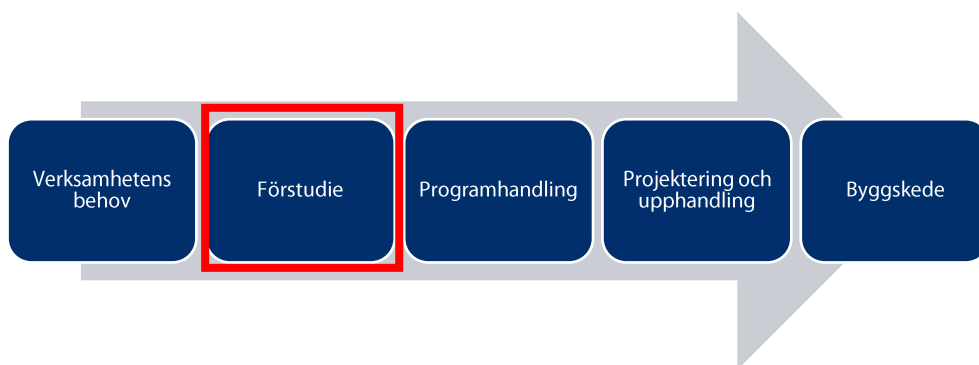 Verksamhetens
behov
Förstudie
Programhandling
Projektering och
upphandling
Byggskede